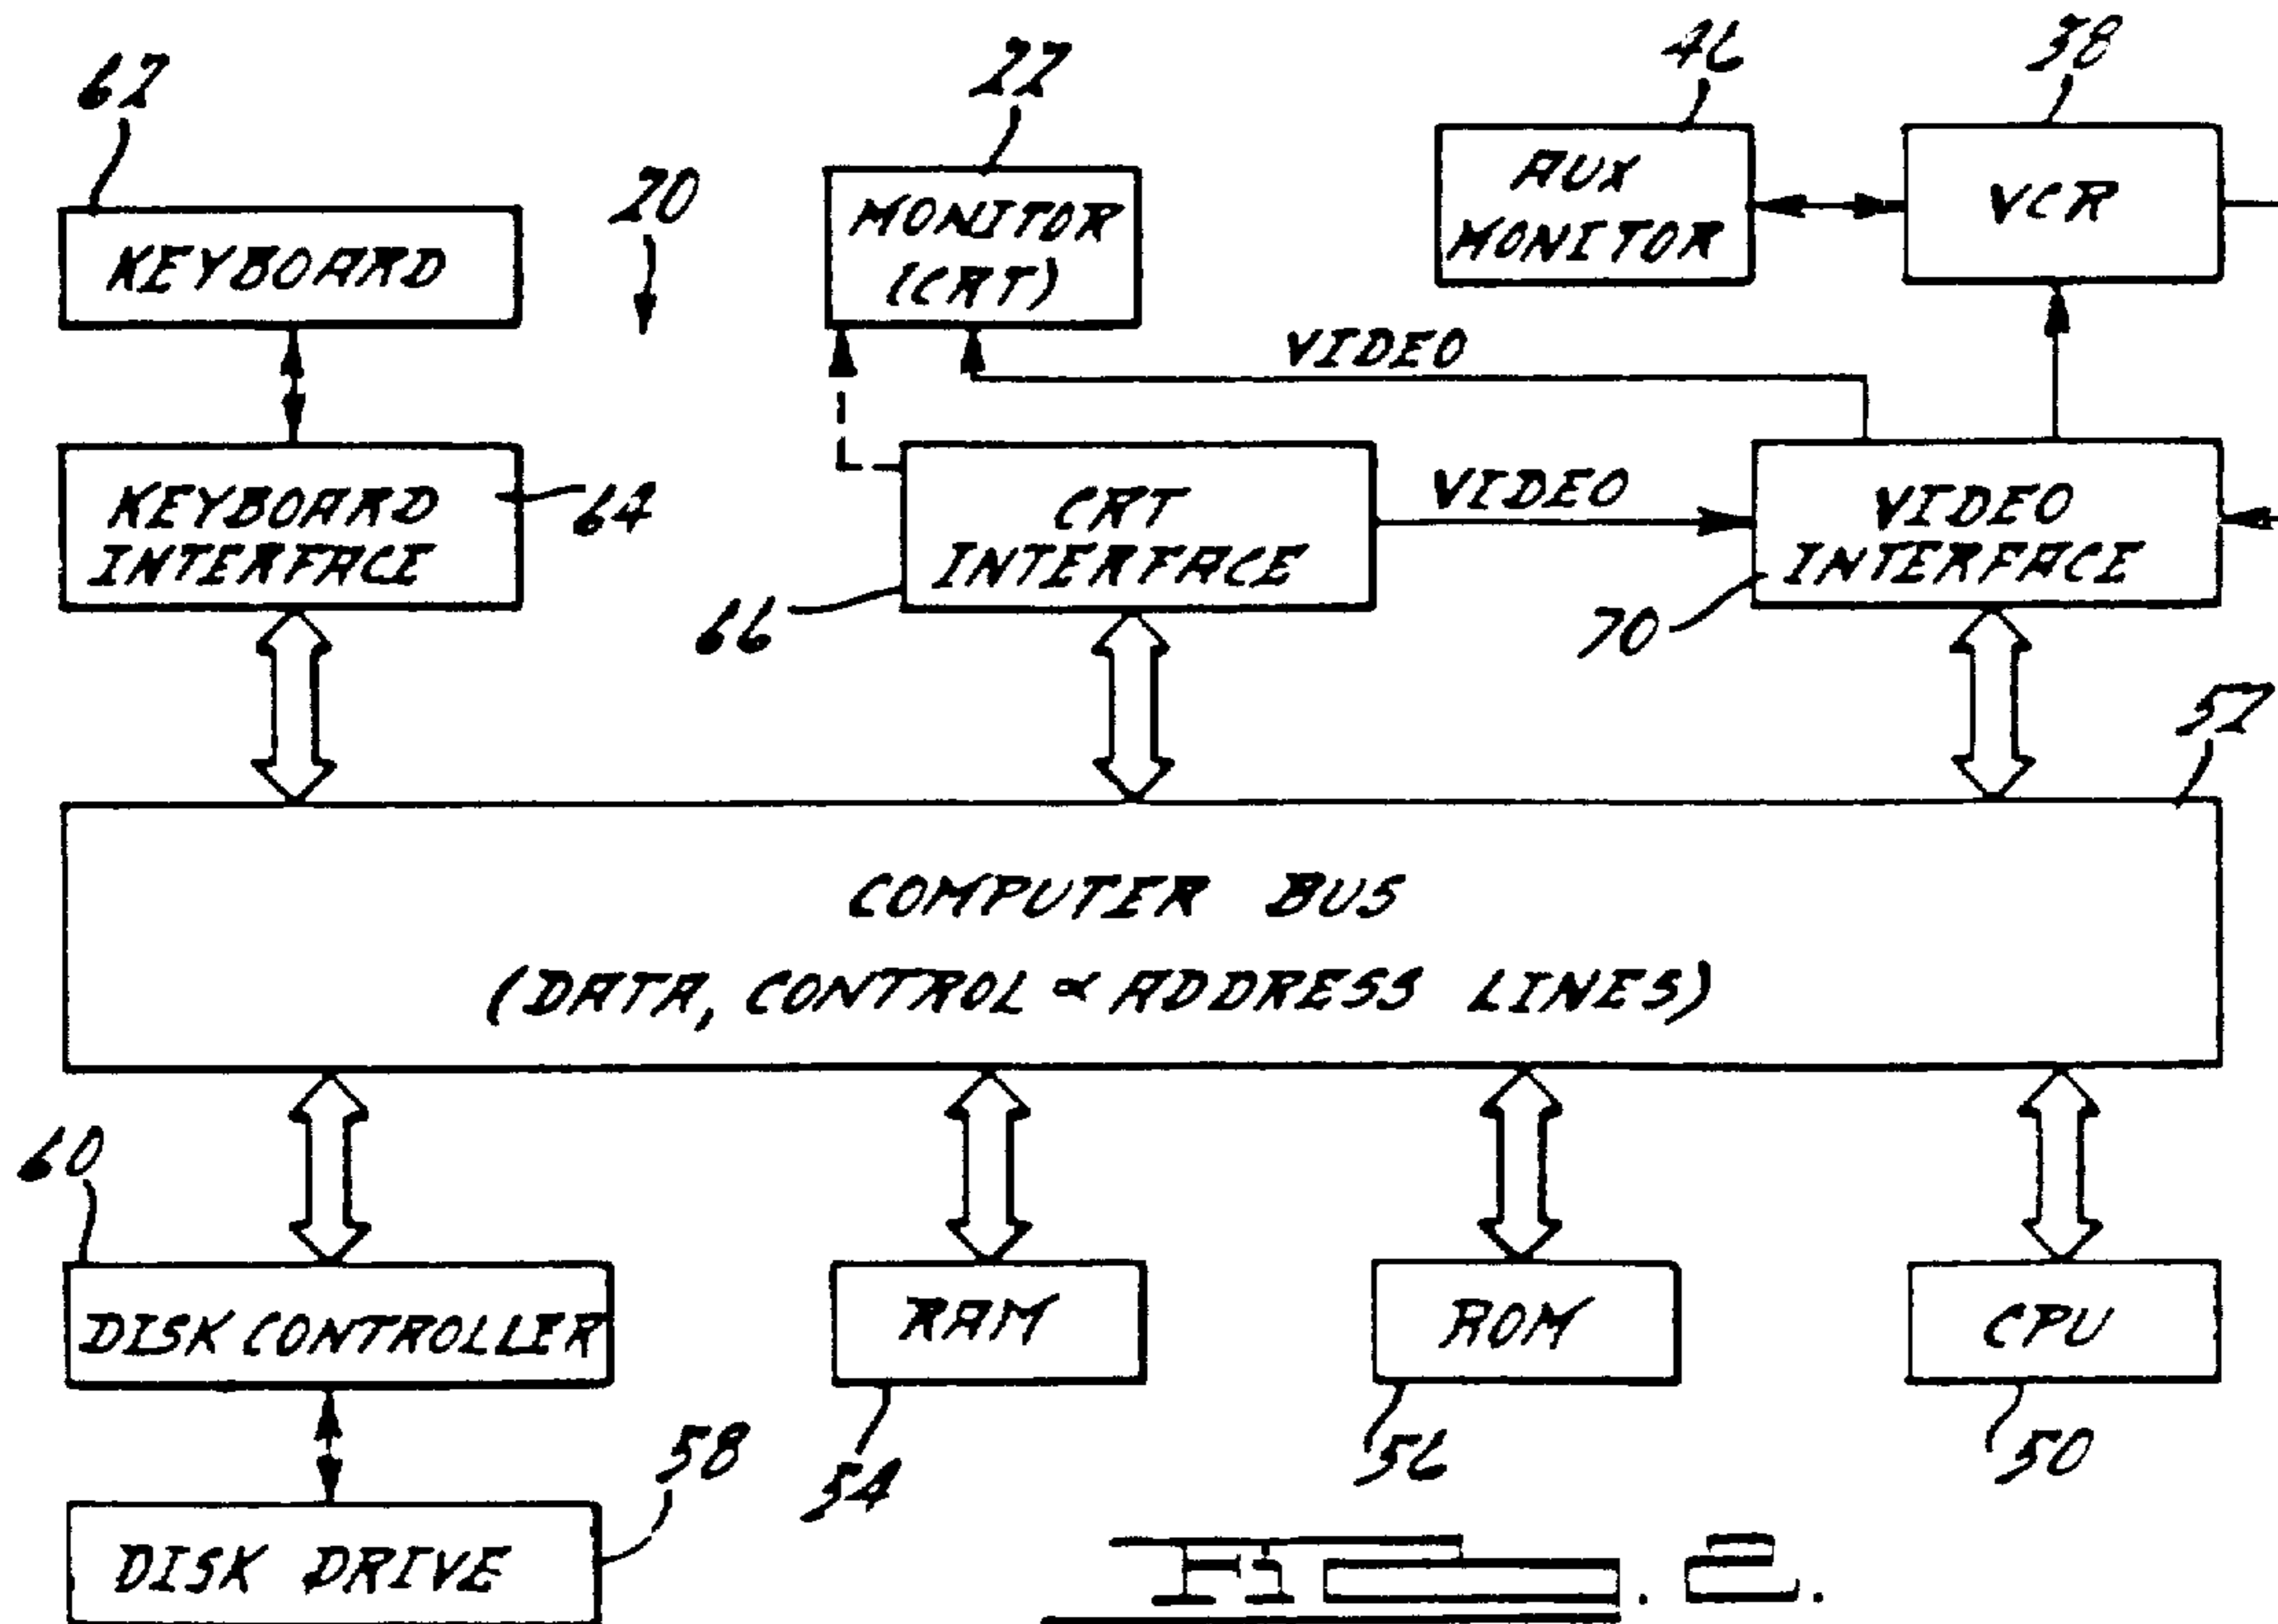 62
22
46
38
20
KEYBOARD
MONITOR
(CRT)
AUX
MONITOR
VCR
VIDEO
KEYBOARD
INTERFACE
64
CRT
INTERFACE
66
VIDEO
VIDEO
INTERFACE
70
52
COMPUTER BUS
(DATA, CONTROL & ADDRESS LINES)
60
DISK CONTROLLER
RAM
ROM
CPU
54
56
50
58
DISK DRIVE
2.